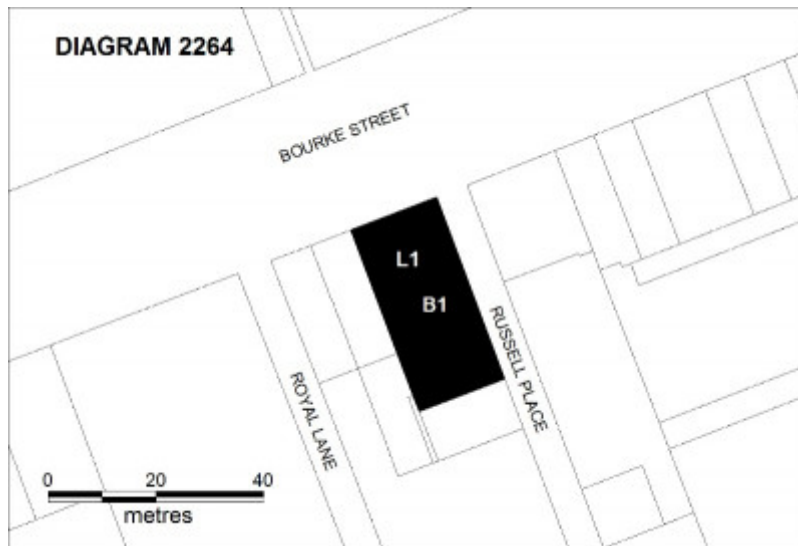 DIAGRAM 2264
BOURKE STREET
L1
B1
RUSSELL PLACE
ROYAL LANE
0 20 40
metres